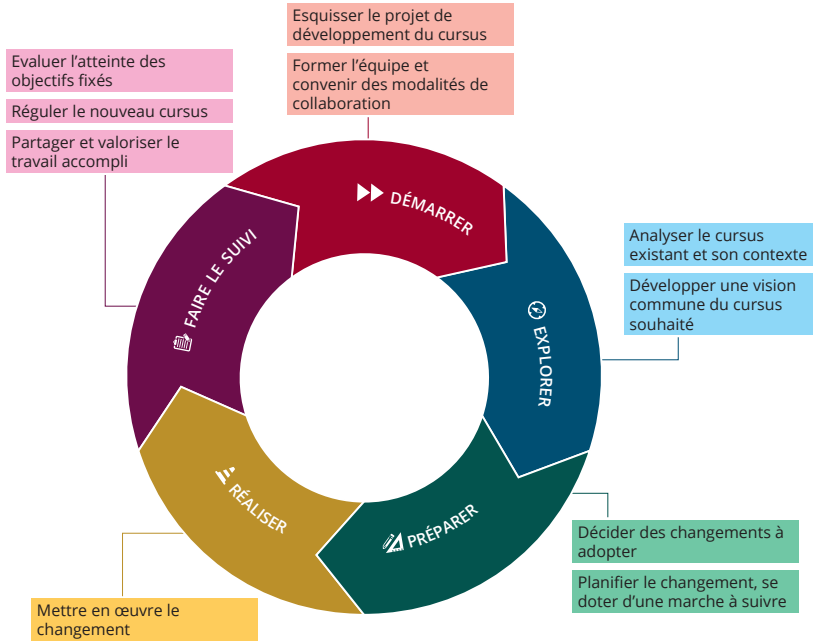 Esquisser le projet de
développement du cursus
Former l'équipe et
convenir des modalités de
collaboration
Evaluer l'atteinte des
objectifs fixés
Réguler le nouveau cursus
Partager et valoriser le
travail accompli
DÉMARRER
Analyser le cursus
existant et son contexte
Développer une vision
commune du cursus
souhaité
EXPLORER
Décider des changements à
adopter
Planifier le changement, se
doter d'une marche à suivre
PRÉPARER
RÉALISER
Mettre en œuvre le
changement
FAIRE LE SUIVI